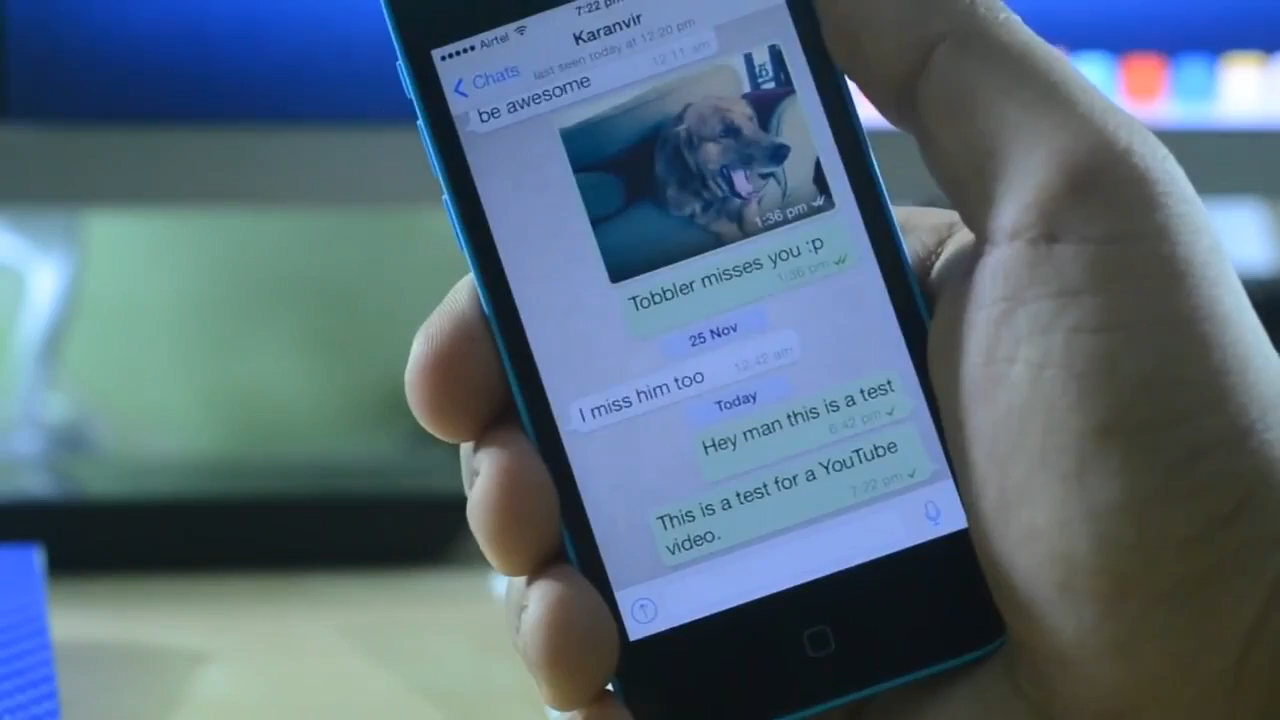 7:22 pm
Airtel
Karanvir
Chats
last seen today at 12:20 pm
be awesome
12:11 am
1:36 pm
Tobbler misses you :p
1:36 pm
25 Nov
I miss him too
12:42 am
Today
Hey man this is a test
6:42 pm
This is a test for a YouTube
video.
7:22 pm